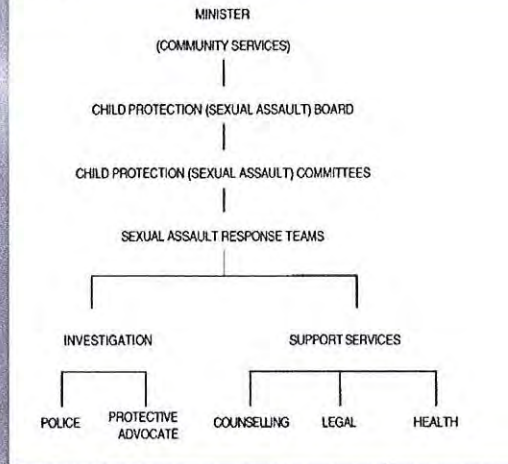 MINISTER
(COMMUNITY SERVICES)
CHILD PROTECTION (SEXUAL ASSAULT) BOARD
CHILD PROTECTION (SEXUAL ASSAULT) COMMITTEES
SEXUAL ASSAULT RESPONSE TEAMS
INVESTIGATION SUPPORT SERVICES
POLICE PROTECTIVE ADVOCATE COUNSELLING LEGAL HEALTH